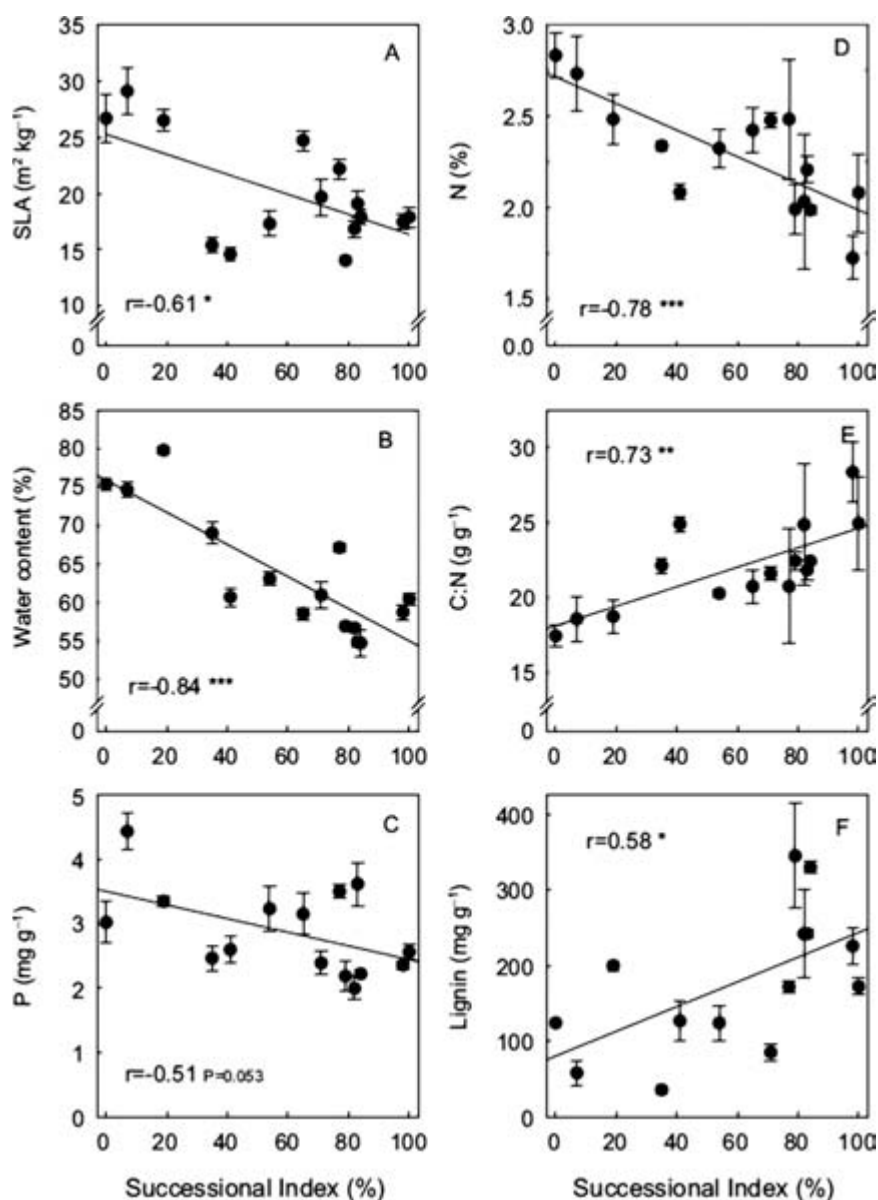 A
SLA (m² kg⁻¹)
35
30
25
20
15
10
0
r=-0.61 *
0 20 40 60 80 100
D
N (%)
3.0
2.5
2.0
1.5
0.0
r=-0.78 ***
0 20 40 60 80 100
B
Water content (%)
85
80
75
70
65
60
55
50
0
r=-0.84 ***
0 20 40 60 80 100
E
C:N (g g⁻¹)
30
25
20
15
0
r=0.73 **
0 20 40 60 80 100
C
P (mg g⁻¹)
5
4
3
2
1
0
r=-0.51 P=0.053
0 20 40 60 80 100
Successional Index (%)
F
Lignin (mg g⁻¹)
400
300
200
100
0
r=0.58 *
0 20 40 60 80 100
Successional Index (%)